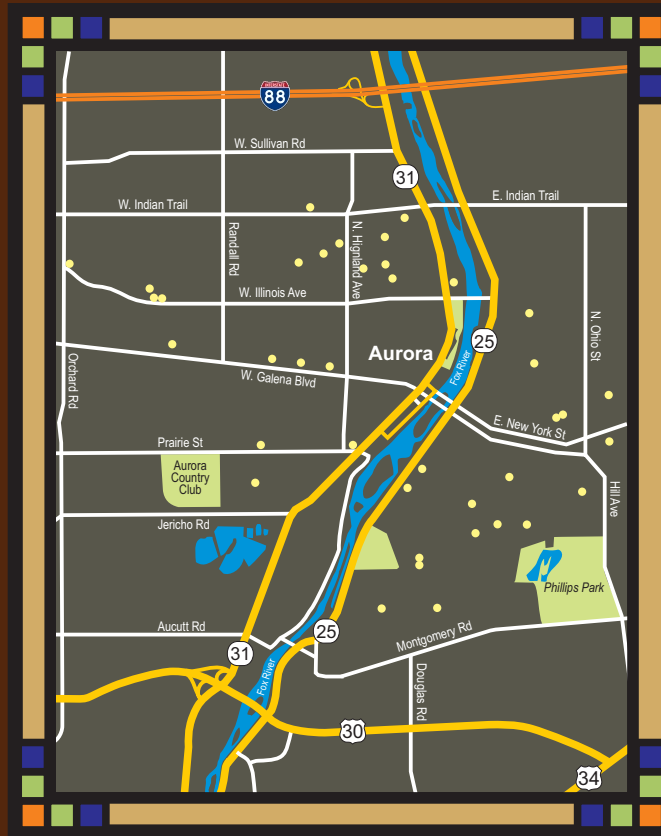 INTERSTATE
88
W. Sullivan Rd
31
W. Indian Trail
E. Indian Trail
Randall Rd
N. Highland Ave
W. Illinois Ave
N. Ohio St
25
Aurora
Fox River
Orchard Rd
W. Galena Blvd
E. New York St
Prairie St
Aurora
Country
Club
Hill Ave
Jericho Rd
Phillips Park
Aucutt Rd
25
Montgomery Rd
31
Fox River
Douglas Rd
30
34